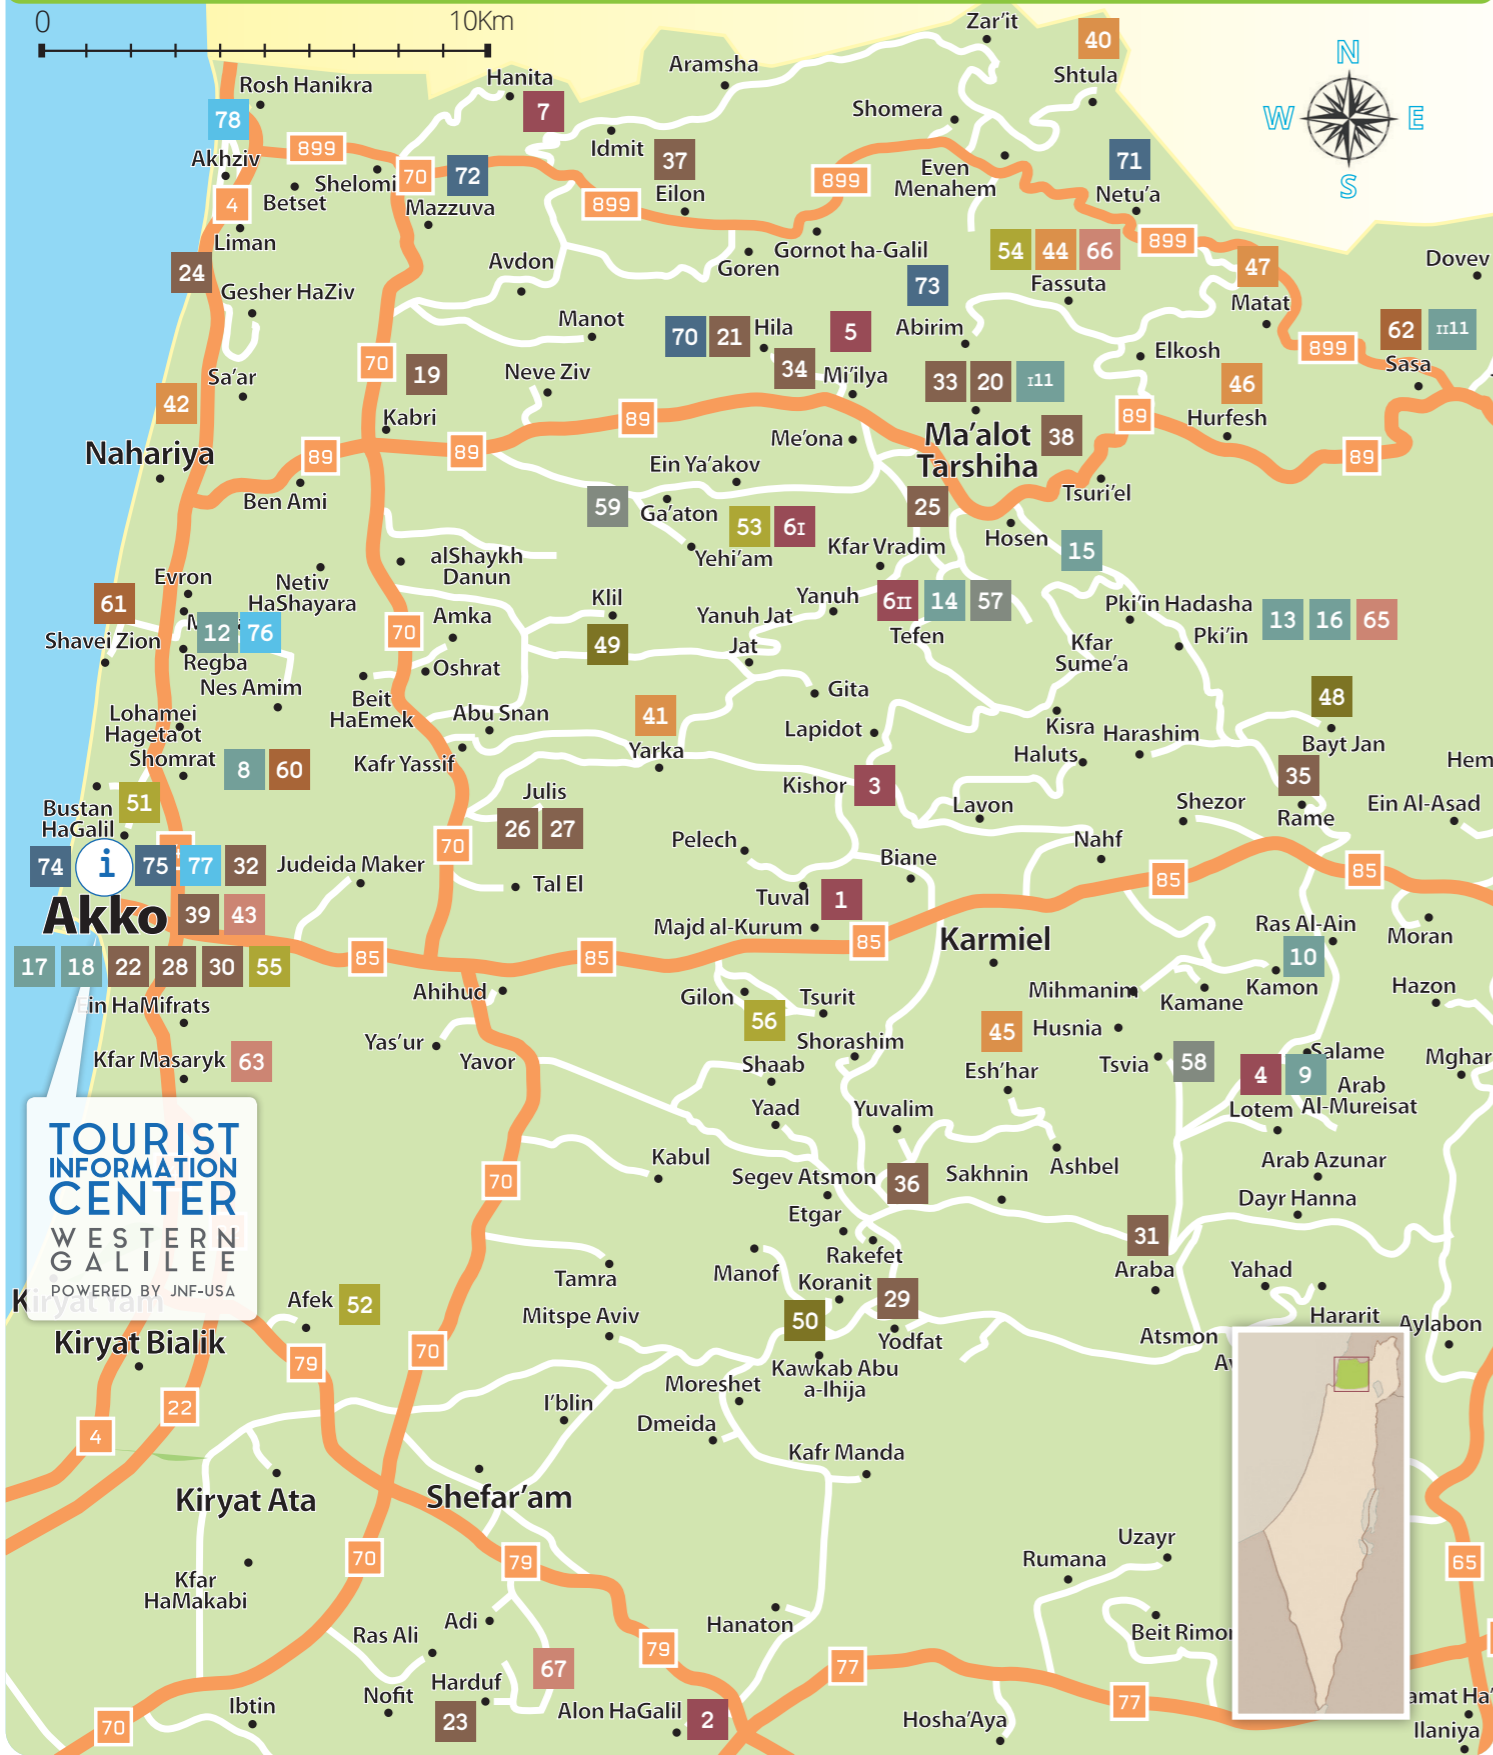 0
10Km
Zar'it
40
Shtula
N
W
E
S
Rosh Hanikra
Hanita
Aramsha
7
78
Shomera
Akhziv
899
Idmit
37
Shelomi
70
72
899
Even
Menahem
71
Netu'a
4
Betset
Mazzuva
899
Eilon
Liman
Gornot ha-Galil
54
44
66
899
24
Avdon
Goren
Fassuta
47
Dovev
Gesher HaZiv
73
Matat
Manot
70
21
Hila
5
Abirim
62
II11
70
19
34
Mi'ilya
Elkosh
899
Sasa
Sa'ar
Neve Ziv
33
20
I11
46
42
Kabri
89
89
Hurfesh
Nahariya
89
89
Me'ona
Ma'alot
Tarshiha
38
89
Ben Ami
Ein Ya'akov
Tsuri'el
59
Ga'aton
25
53
6I
Yehi'am
Kfar Vradim
Hosen
15
alShaykh
Danun
Evron
Netiv
HaShayara
61
Klil
Yanuh
6II
14
57
Pki'in Hadasha
13
16
65
12
76
70
Amka
Yanuh Jat
Tefen
Pki'in
Shavei Zion
49
Jat
Kfar
Sume'a
Regba
Oshrat
Nes Amim
Beit
HaEmek
Gita
48
Lohamei
Hageta'ot
Abu Snan
41
Lapidot
Kisra
Harashim
Bayt Jan
Shomrat
8
60
Kafr Yassif
Yarka
Haluts
Hem
Kishor
3
35
Bustan
HaGalil
51
Julis
26
27
Lavon
Shezor
Rame
Ein Al-Asad
70
Pelech
Nahf
74
i
75
77
32
Judeida Maker
Biane
85
85
Tal El
Tuval
1
Akko
39
43
Majd al-Kurum
85
Karmiel
Ras Al-Ain
Moran
17
18
22
28
30
55
85
85
10
Ein HaMifrats
Ahihud
Gilon
Tsurit
Mihmanim
Kamane
Kamon
Hazon
56
45
Husnia
Kfar Masaryk
63
Yas'ur
Yavor
Shorashim
Shaab
Esh'har
Tsvia
58
Salame
Mghar
4
9
Arab
Al-Mureisat
Lotem
Yaad
Yuvalim
TOURIST
INFORMATION
CENTER
WESTERN
GALILEE
POWERED BY JNF-USA
70
Kabul
Segev Atsmon
36
Sakhnin
Ashbel
Arab Azunar
Dayr Hanna
Etgar
31
Rakefet
Tamra
Manof
Koranit
29
Araba
Yahad
Kiryat Yam
Afek
52
Mitspe Aviv
50
Yodfat
Hararit
Aylabon
Kiryat Bialik
79
70
Kawkab Abu
a-Ihija
Atsmon
22
4
I'blin
Moreshet
Dmeida
Kafr Manda
Kiryat Ata
Shefar'am
70
79
Uzayr
Rumana
65
Kfar
HaMakabi
Adi
Hanaton
Beit Rimon
Ras Ali
79
67
77
Harduf
77
70
Ibtin
Nofit
23
Alon HaGalil
2
Hosha'Aya
amat Ha'
Ilaniya